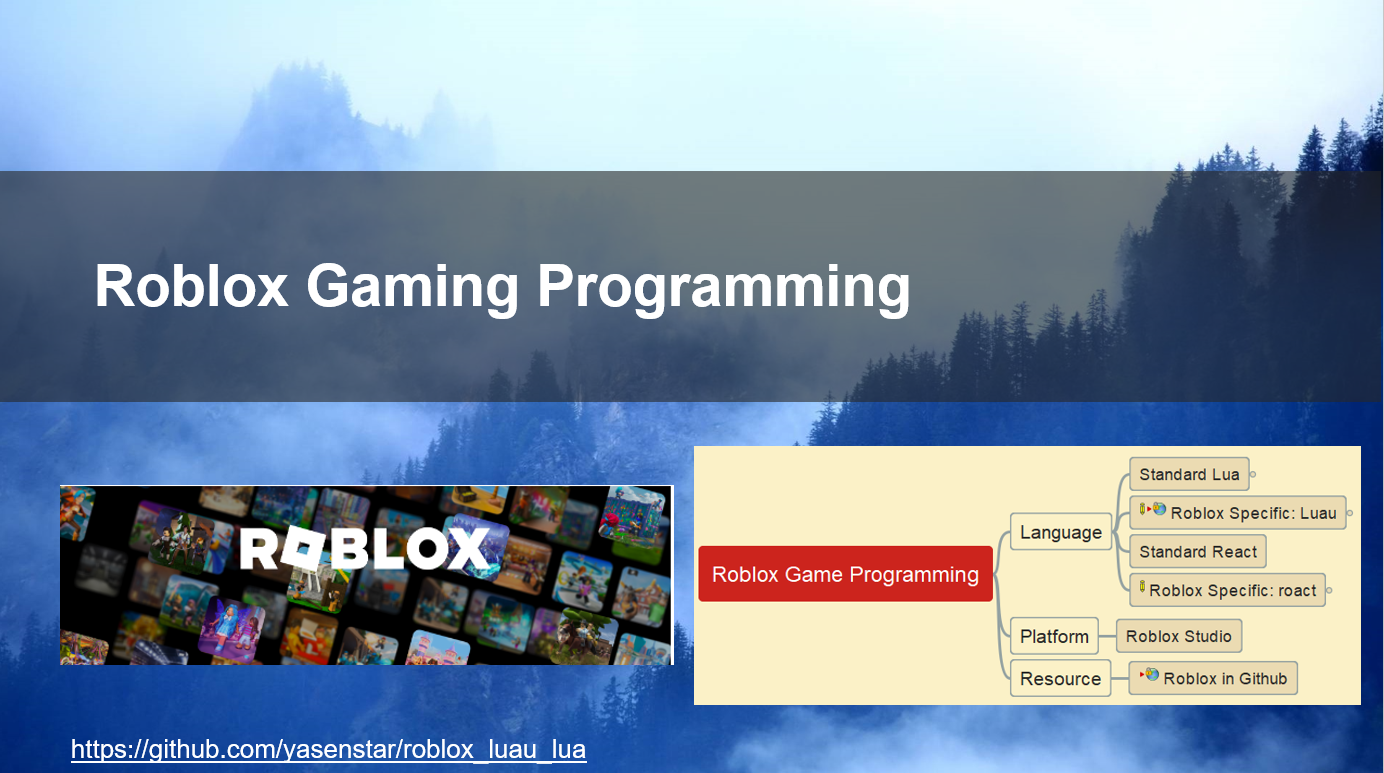 Roblox Gaming Programming
ROBLOX
Roblox Game Programming
Language
Standard Lua
Roblox Specific: Luau
Standard React
Roblox Specific: roact
Platform
Roblox Studio
Resource
Roblox in Github
https://github.com/yasenstar/roblox_luau_lua